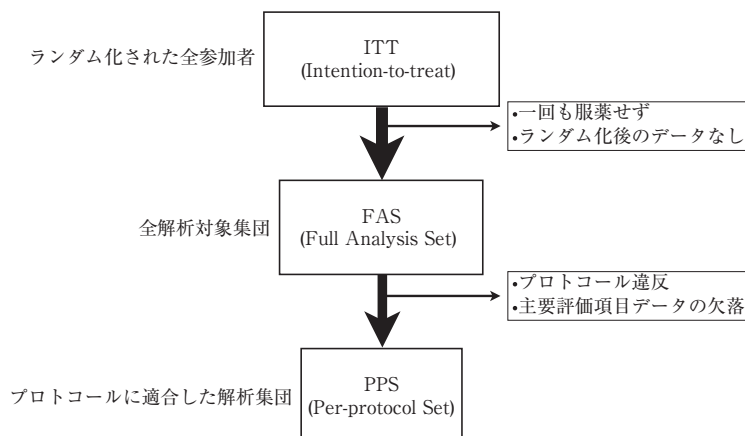 ランダム化された全参加者
ITT
(Intention-to-treat)
•一回も服薬せず
•ランダム化後のデータなし
全解析対象集団
FAS
(Full Analysis Set)
•プロトコール違反
•主要評価項目データの欠落
プロトコールに適合した解析集団
PPS
(Per-protocol Set)